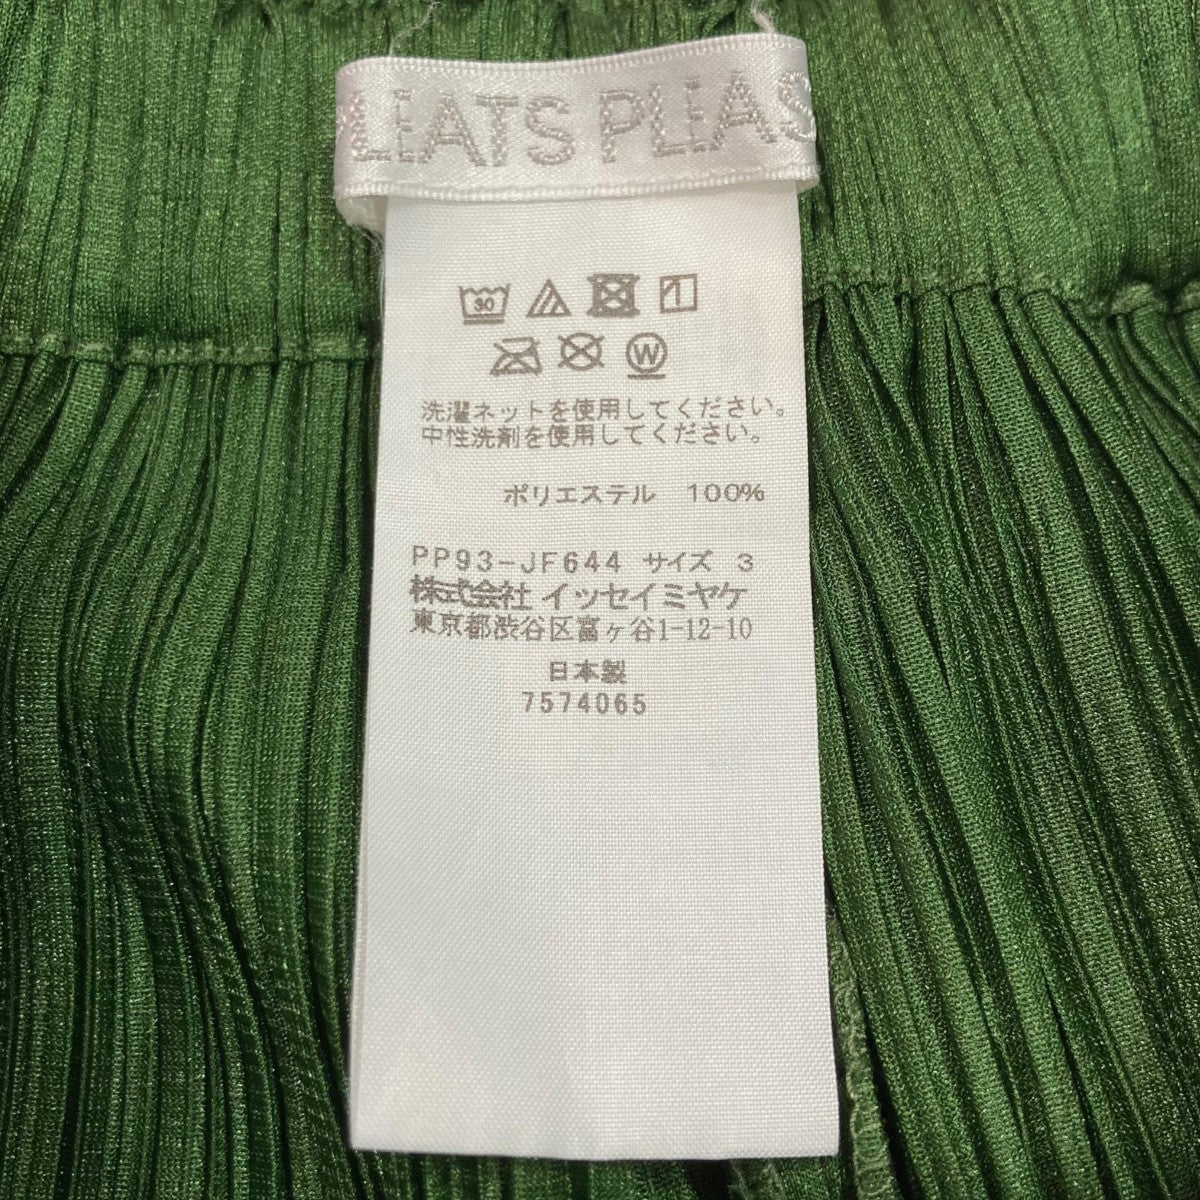 PLEATS PLEAS
30
W
洗濯ネットを使用してください。
中性洗剤を使用してください。
ポリエステル 100%
PP93-JF644 サイズ 3
株式会社 イッセイミヤケ
東京都渋谷区富ヶ谷1-12-10
日本製
7574065